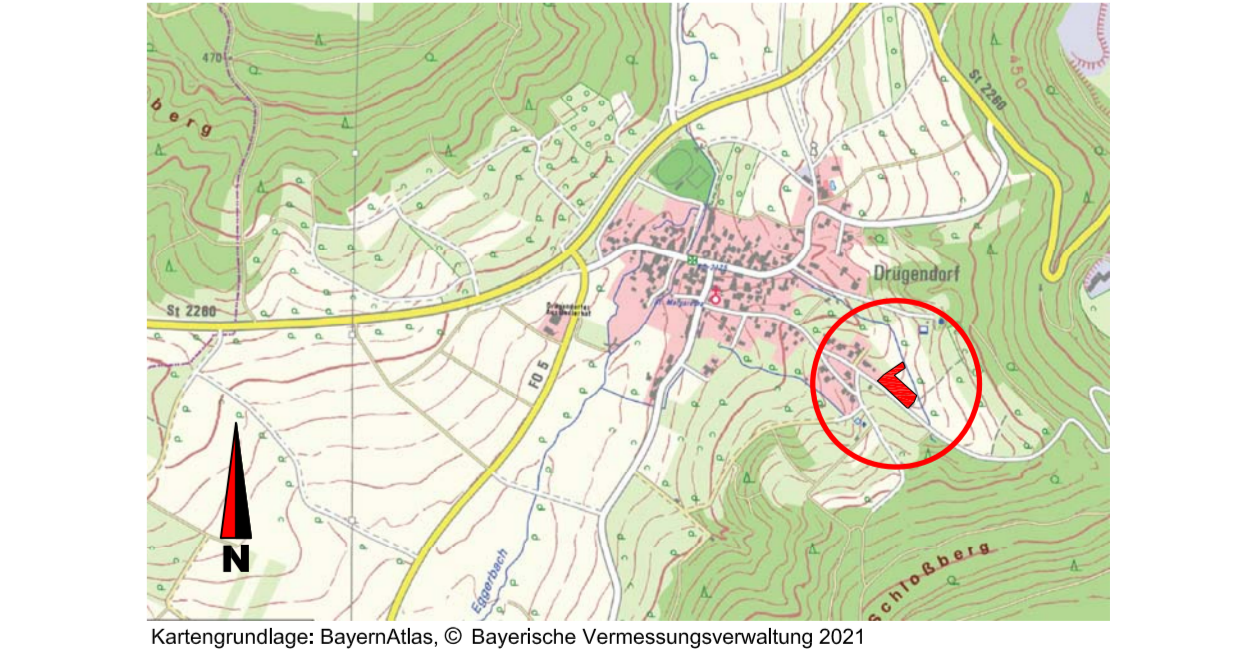 470
St 2260
450
berg
Drügendorf
St 2260
FO 5
N
Eggerbach
Schloßberg
Kartengrundlage: BayernAtlas, © Bayerische Vermessungsverwaltung 2021